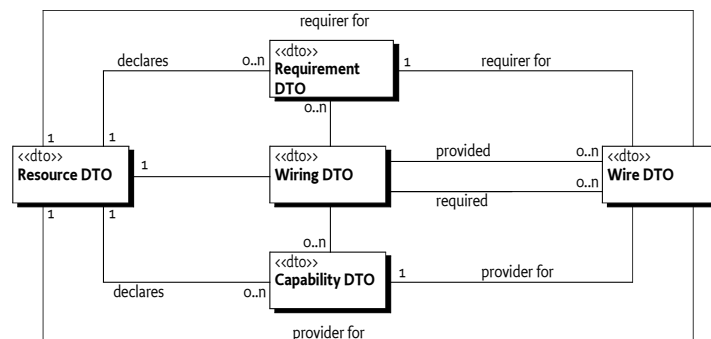 requirer for
declares
0..n
<<dto>>
Requirement
DTO
1
requirer for
0..n
1
1
<<dto>>
Resource DTO
1
<<dto>>
Wiring DTO
provided
0..n
<<dto>>
Wire DTO
0..n
required
1
1
0..n
<<dto>>
Capability DTO
1
provider for
declares
0..n
provider for